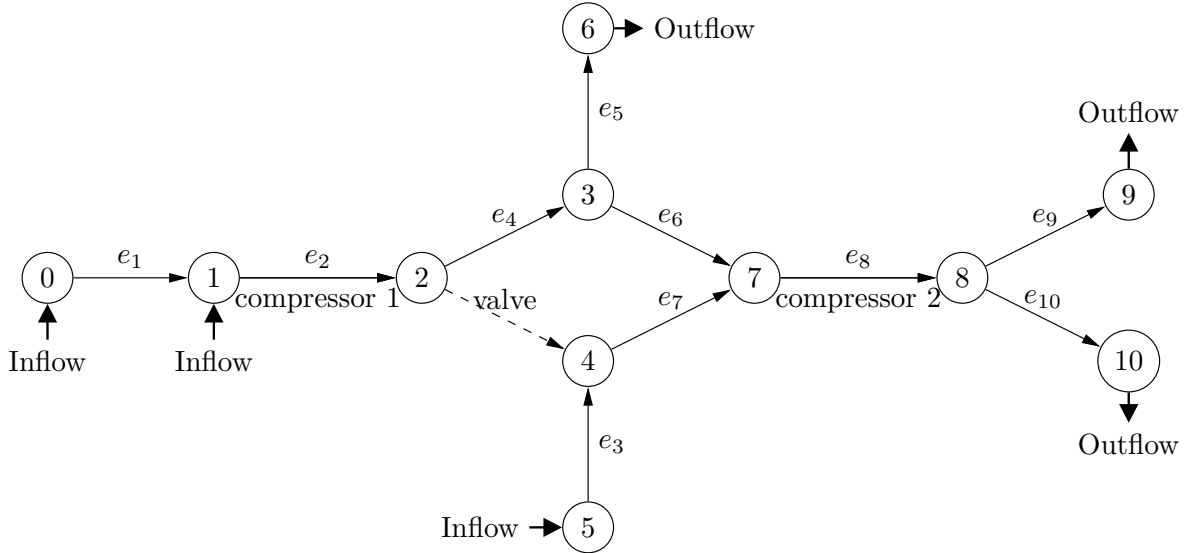 6
Outflow
e5
Outflow
3
9
e4
e6
e9
0
e1
1
e2
2
7
e8
8
compressor 1
valve
e7
compressor 2
e10
Inflow
Inflow
4
10
e3
Outflow
Inflow
5